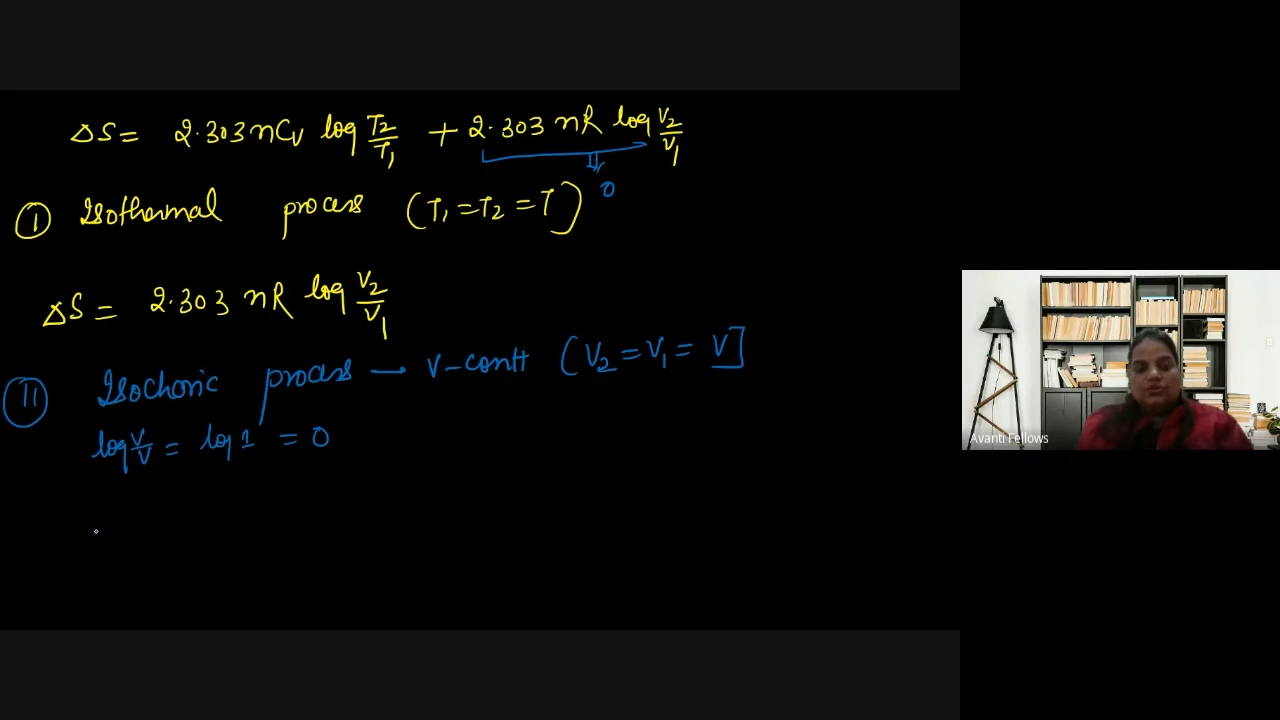 ΔS = 2.303 nCv log T2/T1 + 2.303 nR log V2/V1
0
① Isothermal process (T1 = T2 = T)
ΔS = 2.303 nR log V2/V1
II Isochoric process → V-contt (V2 = V1 = V]
log V/V = log 1 = 0
Avanti Fellows